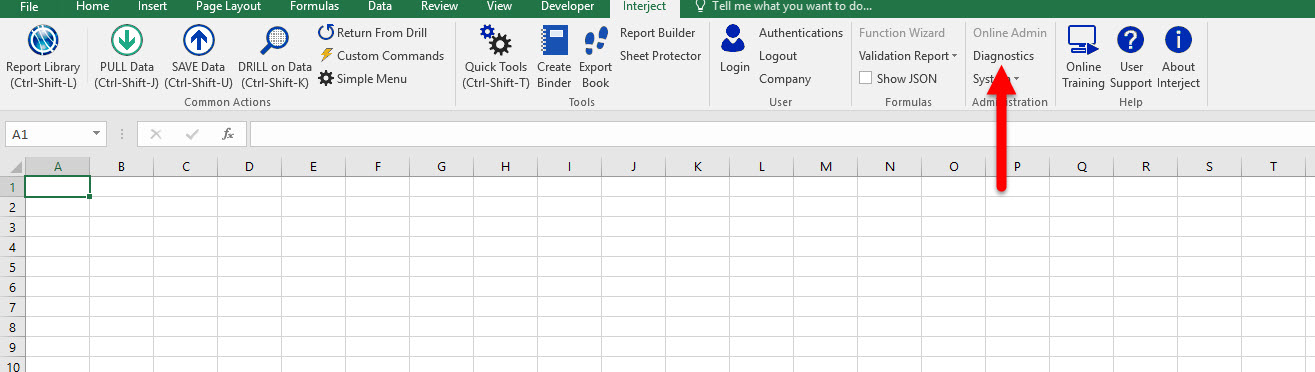 File Home Insert Page Layout Formulas Data Review View Developer Interject Tell me what you want to do...
Report Library
(Ctrl-Shift-L)
PULL Data
(Ctrl-Shift-J)
SAVE Data
(Ctrl-Shift-U)
DRILL on Data
(Ctrl-Shift-K)
Return From Drill
Custom Commands
Simple Menu
Common Actions
Quick Tools
(Ctrl-Shift-T)
Create
Binder
Export
Book
Report Builder
Sheet Protector
Tools
Login
Authentications
Logout
Company
User
Function Wizard
Validation Report
Show JSON
Formulas
Online Admin
Diagnostics
Administration
Online
Training
User
Support
About
Interject
Help
A1
fx
A B C D E F G H I J K L M N O P Q R S T
1
2
3
4
5
6
7
8
9
10